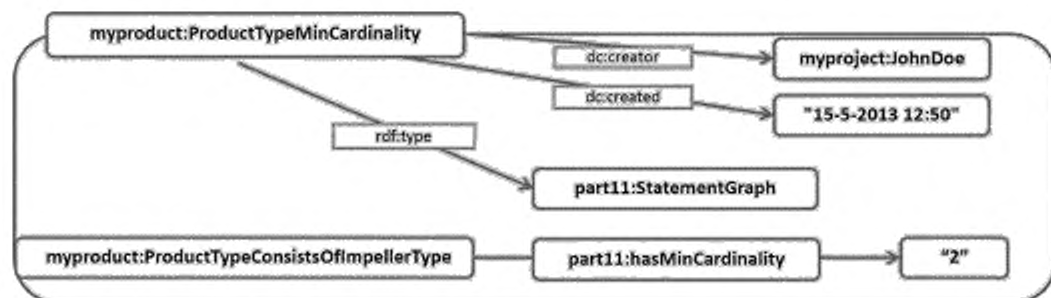 myproduct:ProductTypeMinCardinality
dc:creator
myproject:JohnDoe
dc:created
"15-5-2013 12:50"
rdf:type
part11:StatementGraph
myproduct:ProductTypeConsistsOfImpellerType
part11:hasMinCardinality
“2”